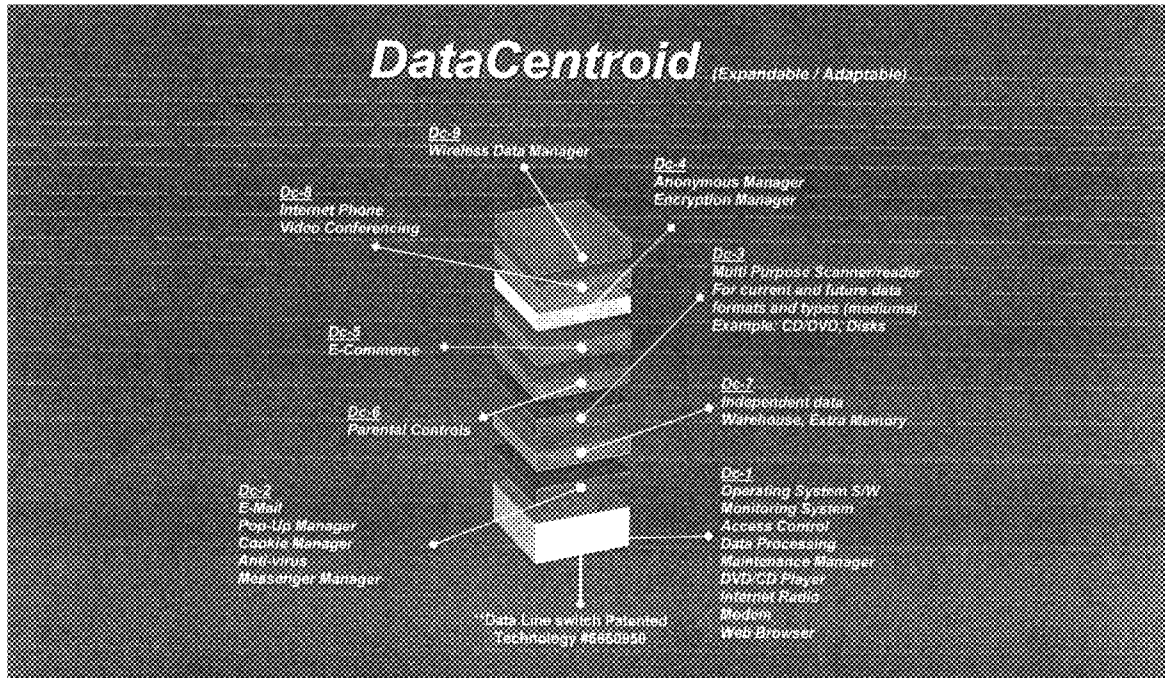 DataCentroid (Expandable / Adaptable)
Dc-9
Wireless Data Manager
Dc-4
Anonymous Manager
Encryption Manager
Dc-8
Internet Phone
Video Conferencing
Dc-3
Multi Purpose Scanner/reader
For current and future data
formats and types (mediums).
Example: CD/DVD, Disks
Dc-5
E-Commerce
Dc-7
Independent data
Warehouse, Extra Memory
Dc-6
Parental Controls
Dc-2
E-Mail
Pop-Up Manager
Cookie Manager
Anti-virus
Messenger Manager
Dc-1
Operating System S/W
Monitoring System
Access Control
Data Processing
Maintenance Manager
DVD/CD Player
Internet Radio
Modem
Web Browser
**Data Line switch Patented
Technology #6660950